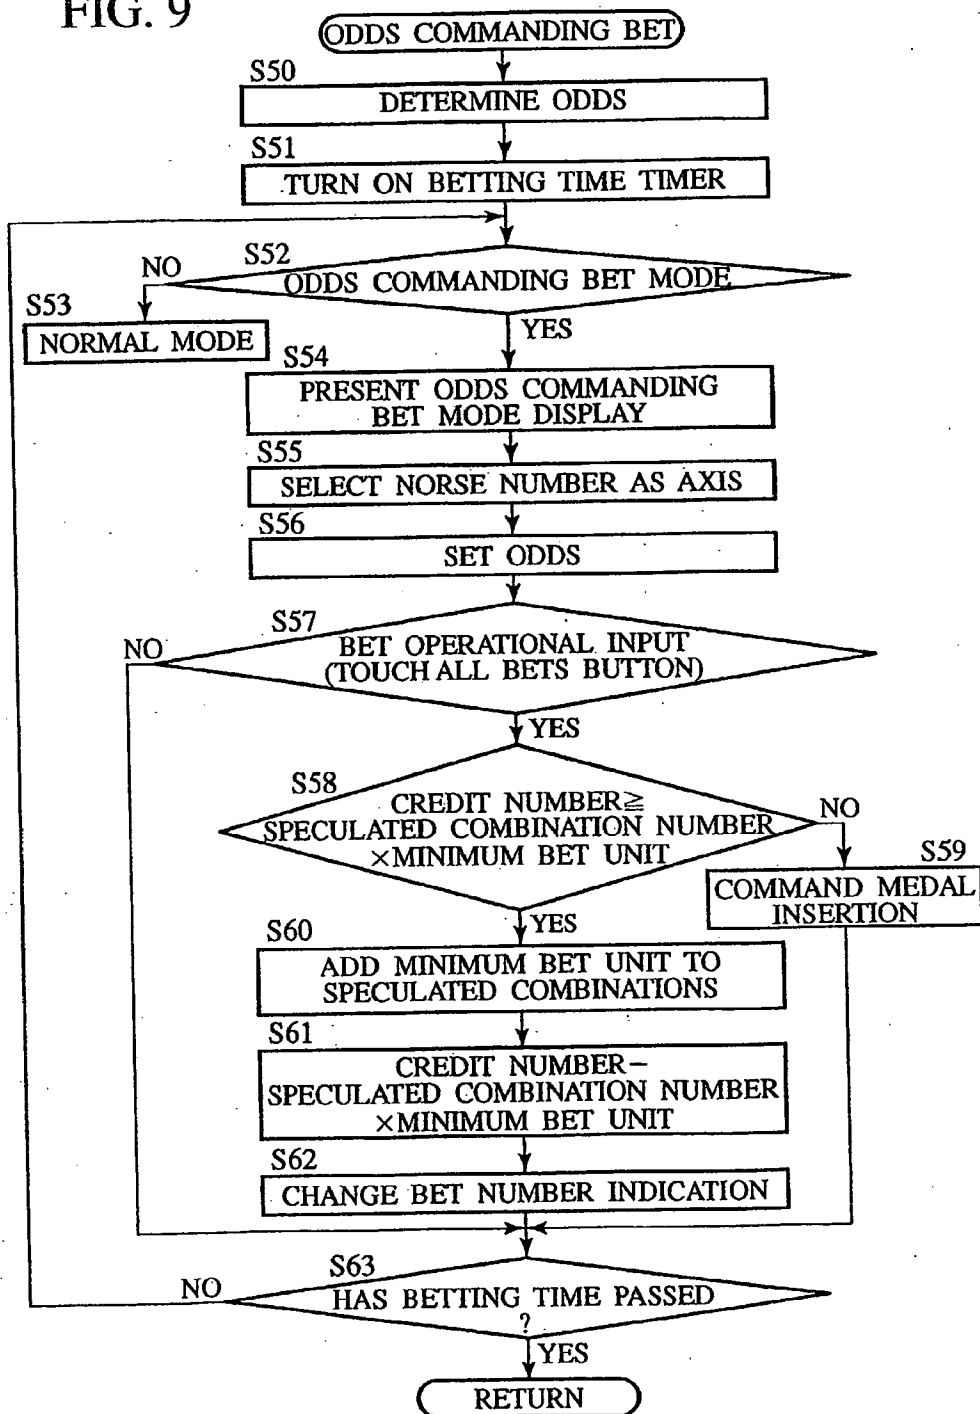 FIG. 9
ODDS COMMANDING BET
S50
DETERMINE ODDS
S51
TURN ON BETTING TIME TIMER
S52
NO
ODDS COMMANDING BET MODE
S53
YES
NORMAL MODE
S54
PRESENT ODDS COMMANDING
BET MODE DISPLAY
S55
SELECT NORSE NUMBER AS AXIS
S56
SET ODDS
S57
NO
BET OPERATIONAL INPUT
(TOUCH ALL BETS BUTTON)
YES
S58
CREDIT NUMBER≧
NO
SPECULATED COMBINATION NUMBER
×MINIMUM BET UNIT
S59
COMMAND MEDAL
INSERTION
YES
S60
ADD MINIMUM BET UNIT TO
SPECULATED COMBINATIONS
S61
CREDIT NUMBER−
SPECULATED COMBINATION NUMBER
×MINIMUM BET UNIT
S62
CHANGE BET NUMBER INDICATION
S63
NO
HAS BETTING TIME PASSED
?
YES
RETURN